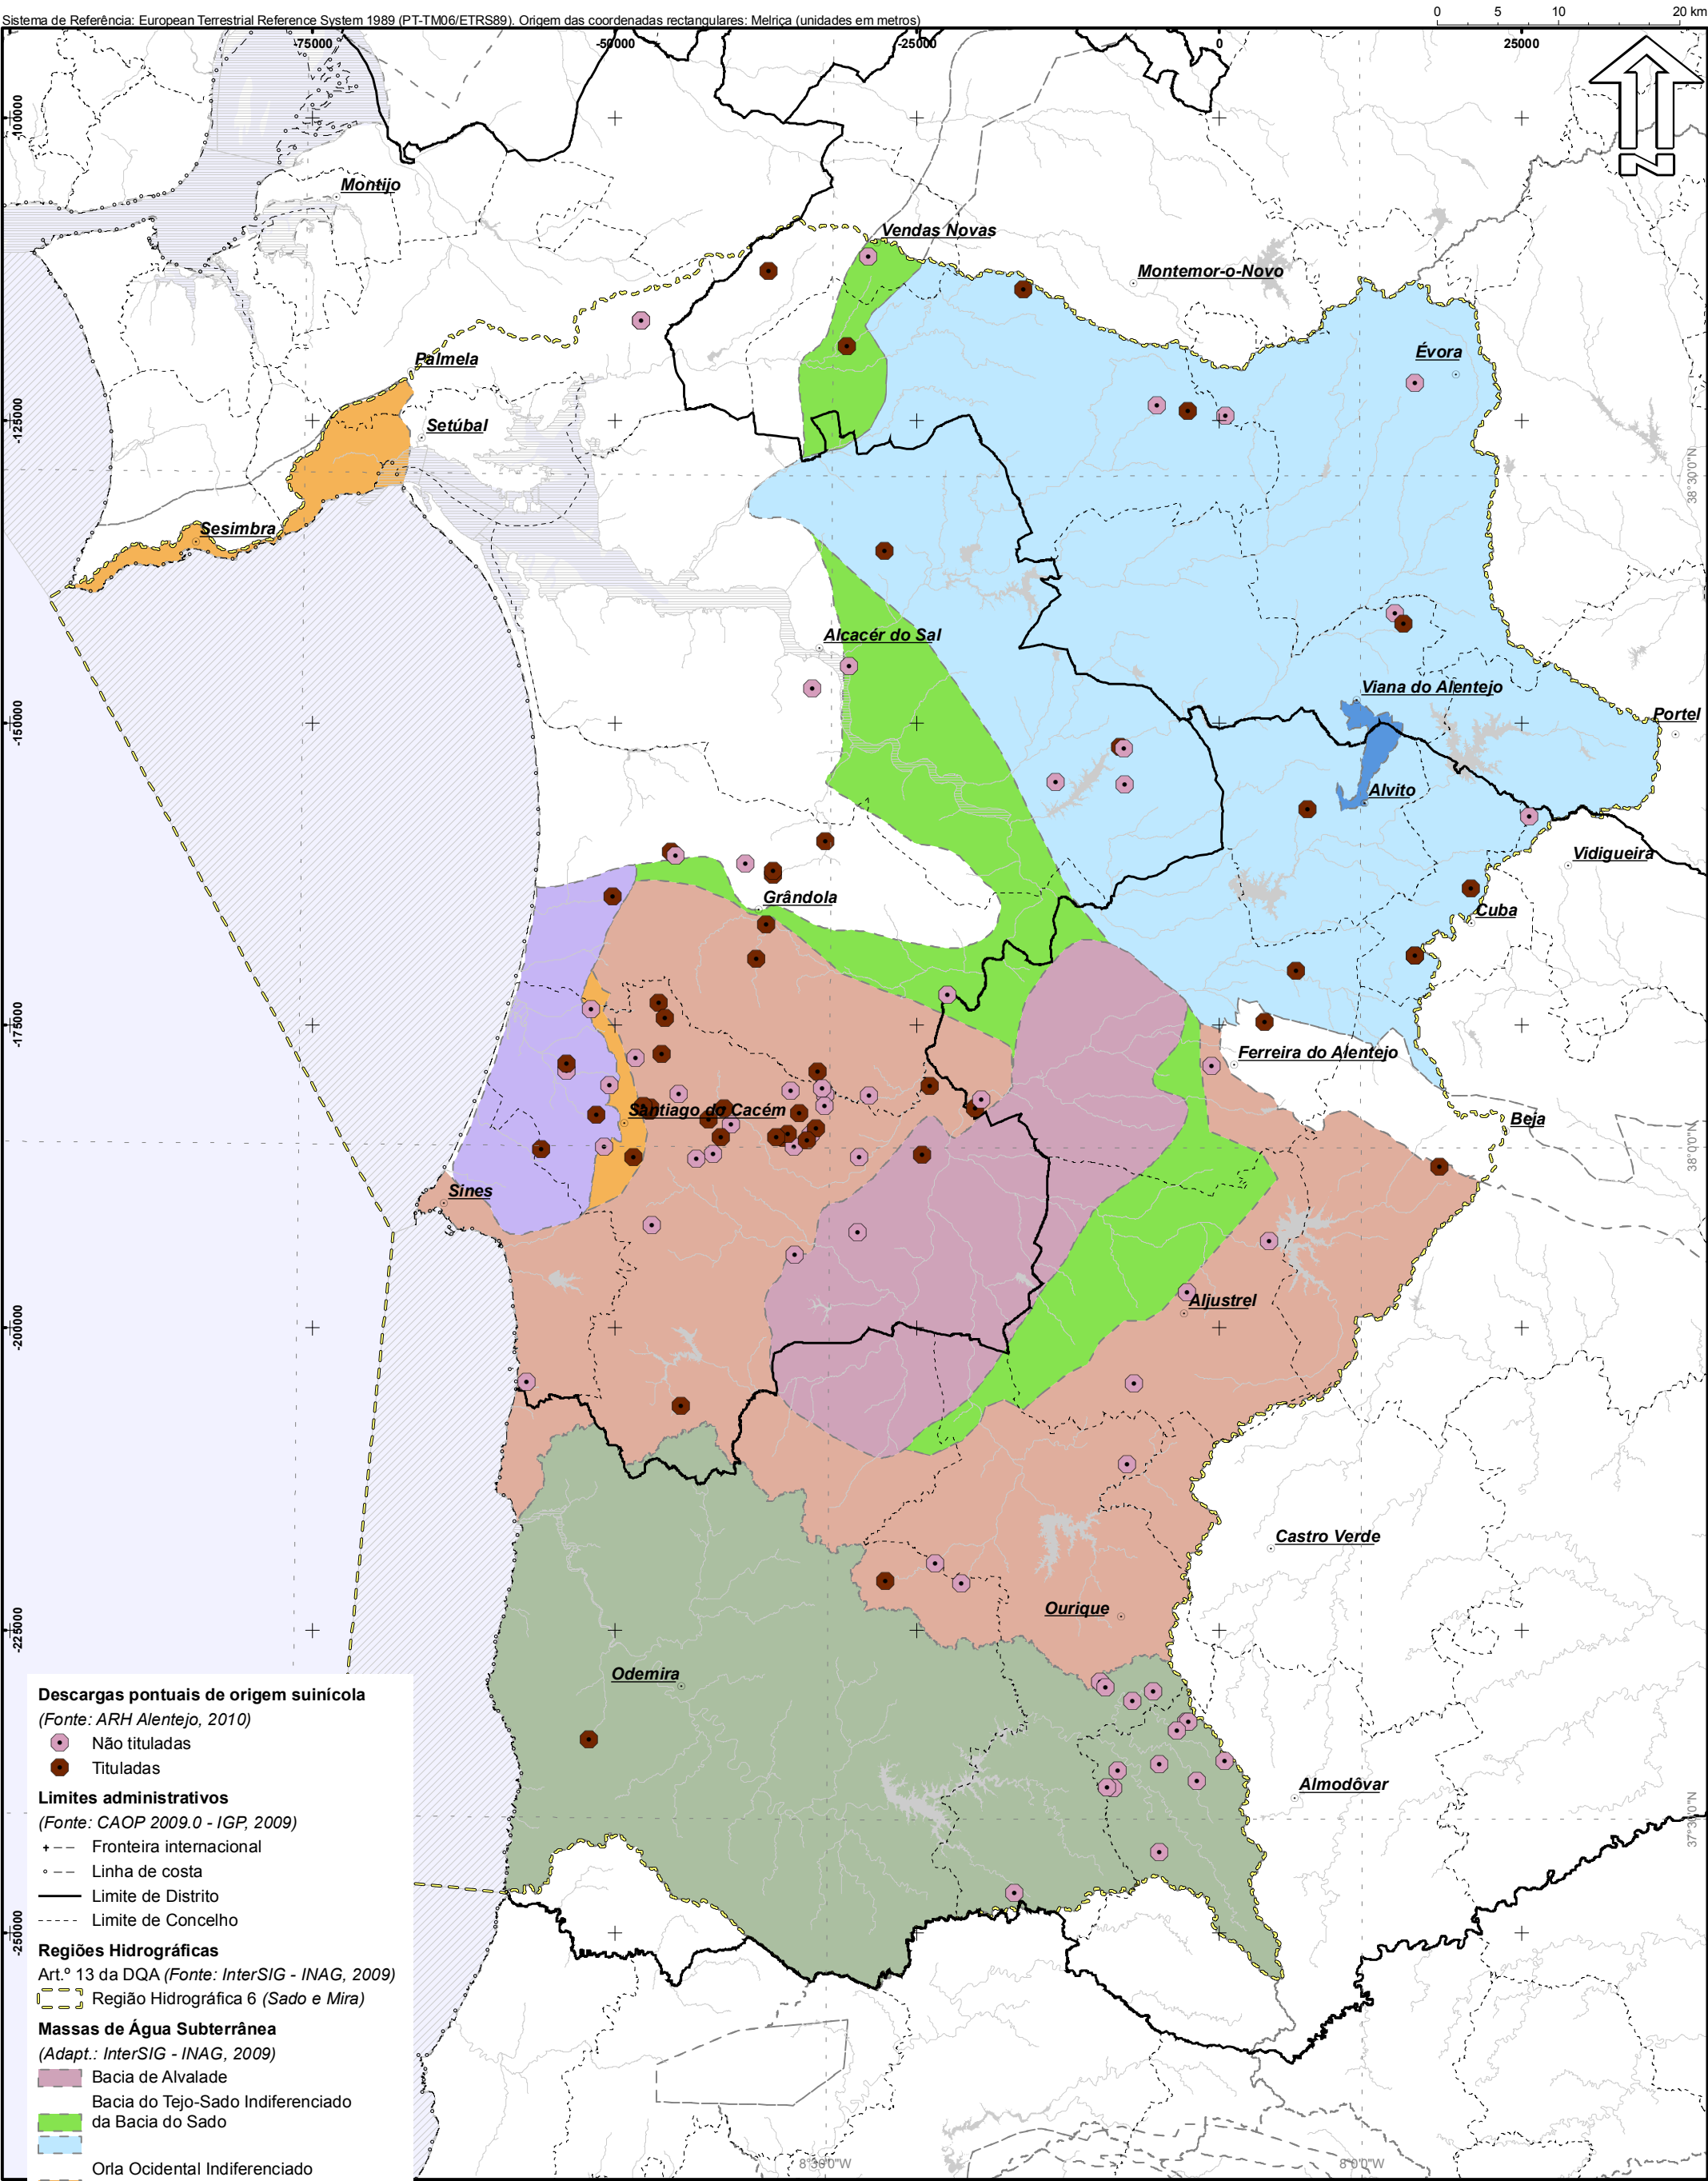 Sistema de Referência: European Terrestrial Reference System 1989 (PT-TM06/ETRS89). Origem das coordenadas rectangulares: Melriça (unidades em metros)
0 5 10 20 km
-75000 -50000 -25000 0 25000
-100000
-125000
-150000
-175000
-200000
-225000
-250000
N
Montijo
Vendas Novas
Montemor-o-Novo
Évora
Palmela
Setúbal
38°30'0"N
Sesimbra
Alcacér do Sal
Viana do Alentejo
Portel
Alvito
Vidigueira
Grândola
Cuba
Ferreira do Alentejo
Santiago do Cacém
Beja
38°0'0"N
Sines
Aljustrel
Castro Verde
Ourique
Odemira
Almodôvar
37°30'0"N
8°30'0"W
8°0'0"W
Descargas pontuais de origem suinícola
(Fonte: ARH Alentejo, 2010)
Não tituladas
Tituladas
Limites administrativos
(Fonte: CAOP 2009.0 - IGP, 2009)
Fronteira internacional
Linha de costa
Limite de Distrito
Limite de Concelho
Regiões Hidrográficas
Art.º 13 da DQA (Fonte: InterSIG - INAG, 2009)
Região Hidrográfica 6 (Sado e Mira)
Massas de Água Subterrânea
(Adapt.: InterSIG - INAG, 2009)
Bacia de Alvalade
Bacia do Tejo-Sado Indiferenciado
da Bacia do Sado
Orla Ocidental Indiferenciado